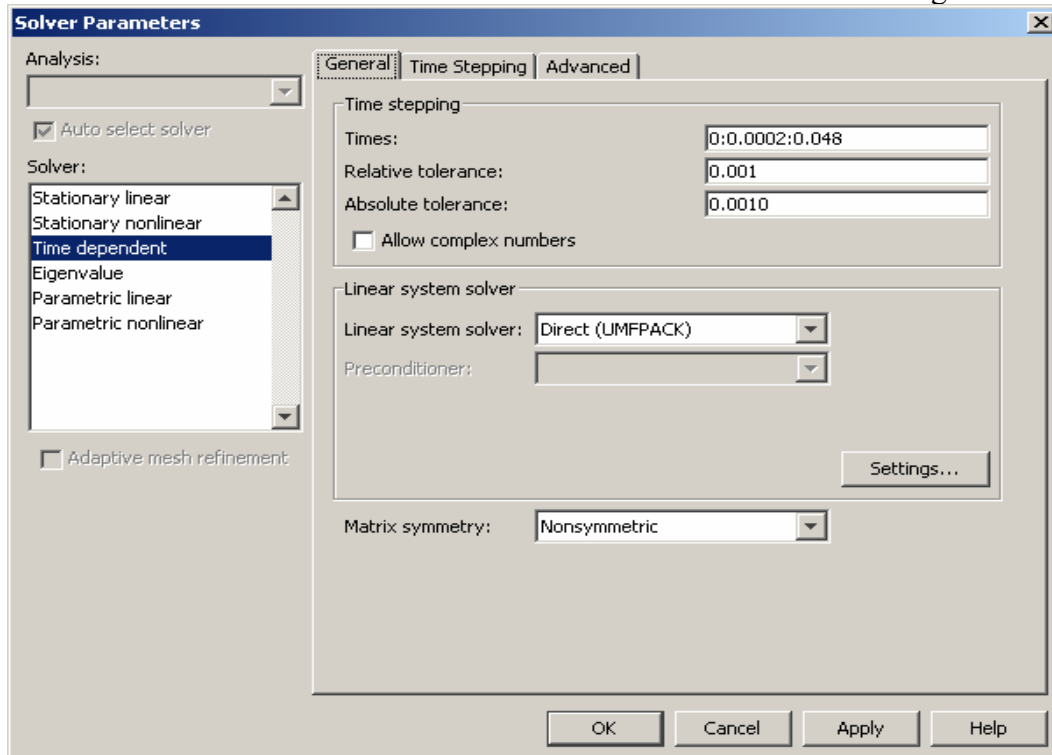 Solver Parameters
Analysis:
Auto select solver
Solver:
Stationary linear
Stationary nonlinear
Time dependent
Eigenvalue
Parametric linear
Parametric nonlinear
Adaptive mesh refinement
General Time Stepping Advanced
Time stepping
Times: 0:0.0002:0.048
Relative tolerance: 0.001
Absolute tolerance: 0.0010
Allow complex numbers
Linear system solver
Linear system solver: Direct (UMFPACK)
Preconditioner:
Settings...
Matrix symmetry: Nonsymmetric
OK Cancel Apply Help